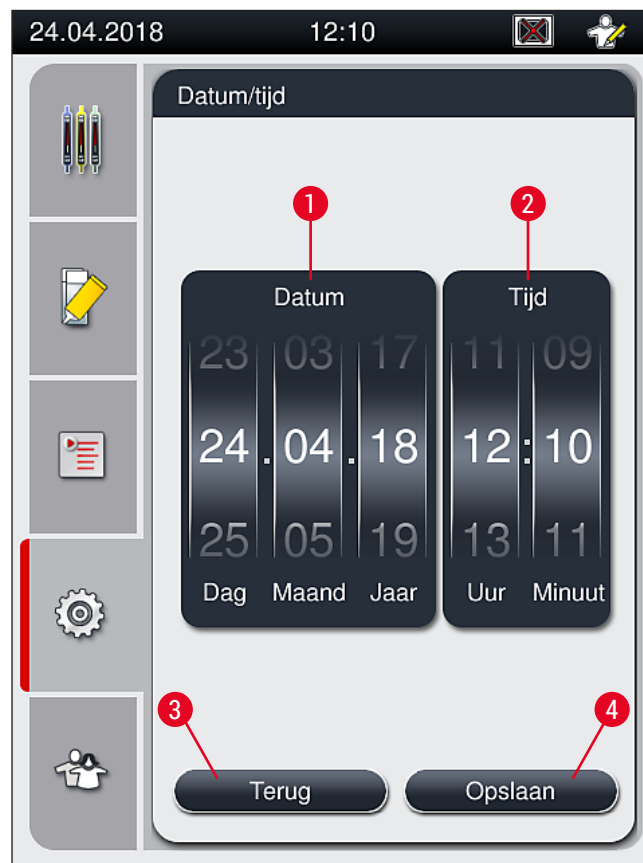 24.04.2018 12:10
Datum/tijd
1 2
Datum Tijd
23 03 17 11 09
24 . 04 . 18 12 : 10
25 05 19 13 11
Dag Maand Jaar Uur Minuut
3 4
Terug Opslaan